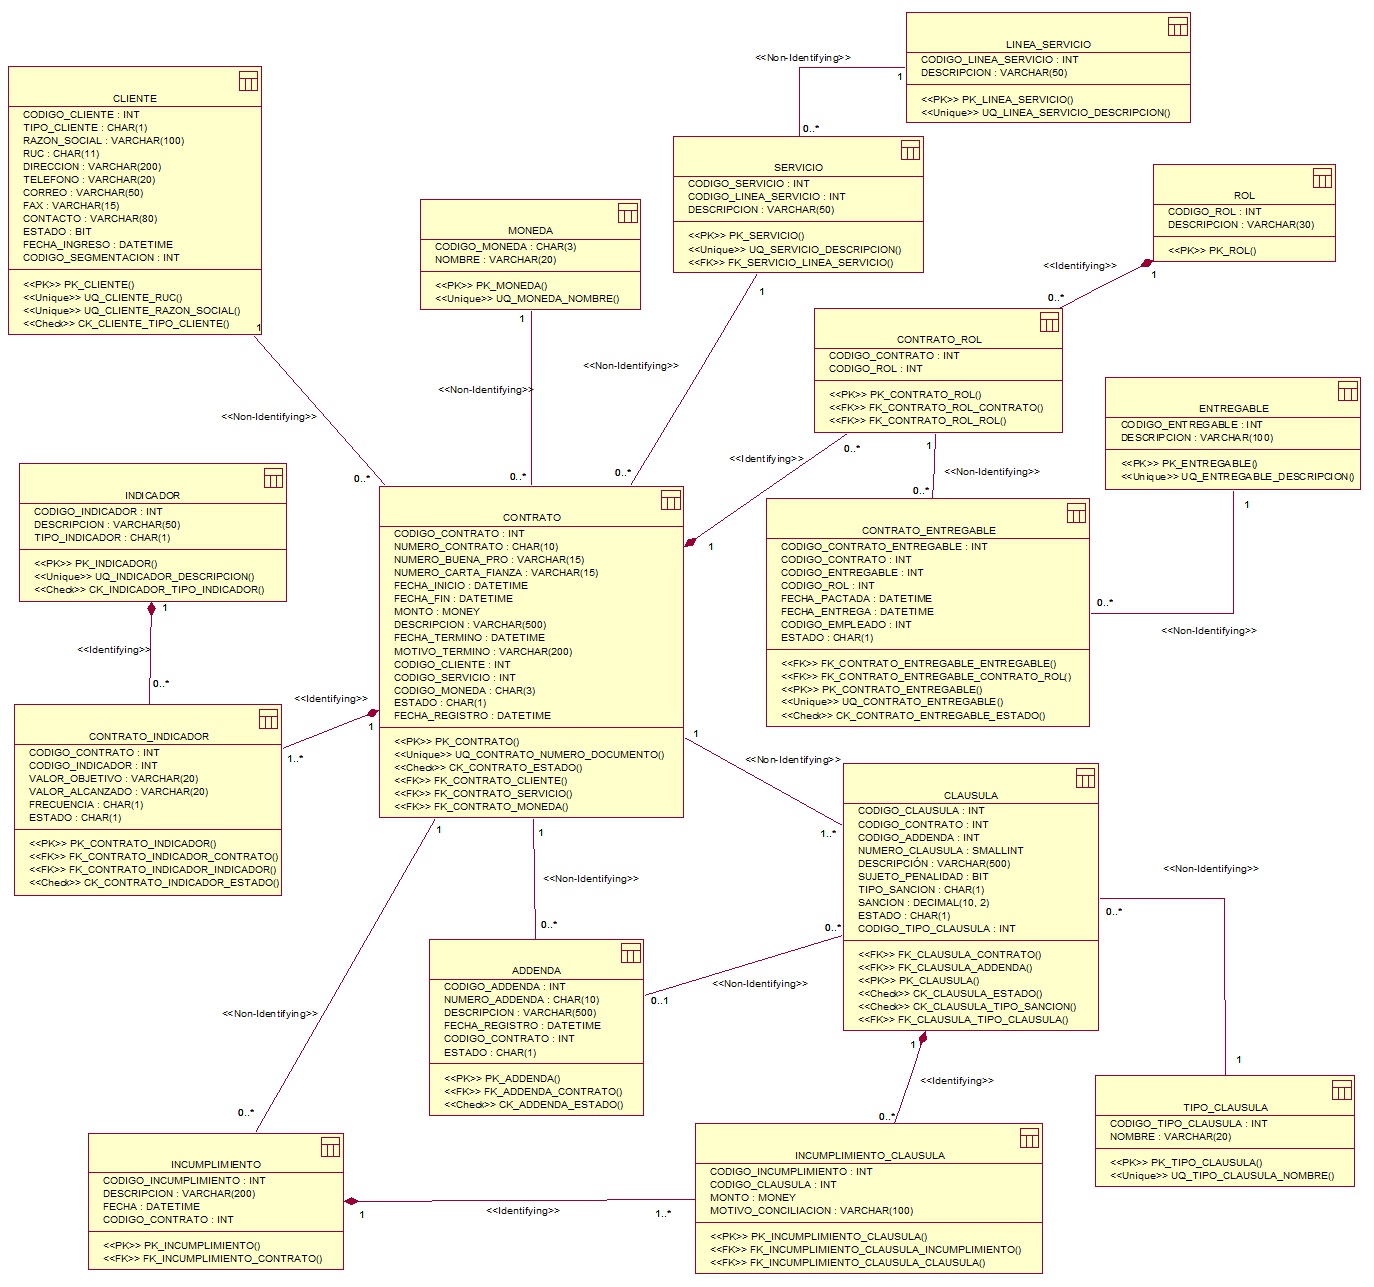 LINEA_SERVICIO
CODIGO_LINEA_SERVICIO : INT
DESCRIPCION : VARCHAR(50)
<<PK>> PK_LINEA_SERVICIO()
<<Unique>> UQ_LINEA_SERVICIO_DESCRIPCION()
<<Non-Identifying>>
1
0..*
CLIENTE
CODIGO_CLIENTE : INT
TIPO_CLIENTE : CHAR(1)
RAZON_SOCIAL : VARCHAR(100)
RUC : CHAR(11)
DIRECCION : VARCHAR(200)
TELEFONO : VARCHAR(20)
CORREO : VARCHAR(50)
FAX : VARCHAR(15)
CONTACTO : VARCHAR(80)
ESTADO : BIT
FECHA_INGRESO : DATETIME
CODIGO_SEGMENTACION : INT
<<PK>> PK_CLIENTE()
<<Unique>> UQ_CLIENTE_RUC()
<<Unique>> UQ_CLIENTE_RAZON_SOCIAL()
<<Check>> CK_CLIENTE_TIPO_CLIENTE()
1
<<Non-Identifying>>
0..*
MONEDA
CODIGO_MONEDA : CHAR(3)
NOMBRE : VARCHAR(20)
<<PK>> PK_MONEDA()
<<Unique>> UQ_MONEDA_NOMBRE()
1
<<Non-Identifying>>
0..*
SERVICIO
CODIGO_SERVICIO : INT
CODIGO_LINEA_SERVICIO : INT
DESCRIPCION : VARCHAR(50)
<<PK>> PK_SERVICIO()
<<Unique>> UQ_SERVICIO_DESCRIPCION()
<<FK>> FK_SERVICIO_LINEA_SERVICIO()
1
<<Non-Identifying>>
0..*
ROL
CODIGO_ROL : INT
DESCRIPCION : VARCHAR(30)
<<PK>> PK_ROL()
<<Identifying>>
1
0..*
CONTRATO_ROL
CODIGO_CONTRATO : INT
CODIGO_ROL : INT
<<PK>> PK_CONTRATO_ROL()
<<FK>> FK_CONTRATO_ROL_CONTRATO()
<<FK>> FK_CONTRATO_ROL_ROL()
0..*
<<Identifying>>
1
1
<<Non-Identifying>>
0..*
ENTREGABLE
CODIGO_ENTREGABLE : INT
DESCRIPCION : VARCHAR(100)
<<PK>> PK_ENTREGABLE()
<<Unique>> UQ_ENTREGABLE_DESCRIPCION()
1
0..*
<<Non-Identifying>>
INDICADOR
CODIGO_INDICADOR : INT
DESCRIPCION : VARCHAR(50)
TIPO_INDICADOR : CHAR(1)
<<PK>> PK_INDICADOR()
<<Unique>> UQ_INDICADOR_DESCRIPCION()
<<Check>> CK_INDICADOR_TIPO_INDICADOR()
1
<<Identifying>>
0..*
CONTRATO
CODIGO_CONTRATO : INT
NUMERO_CONTRATO : CHAR(10)
NUMERO_BUENA_PRO : VARCHAR(15)
NUMERO_CARTA_FIANZA : VARCHAR(15)
FECHA_INICIO : DATETIME
FECHA_FIN : DATETIME
MONTO : MONEY
DESCRIPCION : VARCHAR(500)
FECHA_TERMINO : DATETIME
MOTIVO_TERMINO : VARCHAR(200)
CODIGO_CLIENTE : INT
CODIGO_SERVICIO : INT
CODIGO_MONEDA : CHAR(3)
ESTADO : CHAR(1)
FECHA_REGISTRO : DATETIME
<<PK>> PK_CONTRATO()
<<Unique>> UQ_CONTRATO_NUMERO_DOCUMENTO()
<<Check>> CK_CONTRATO_ESTADO()
<<FK>> FK_CONTRATO_CLIENTE()
<<FK>> FK_CONTRATO_SERVICIO()
<<FK>> FK_CONTRATO_MONEDA()
CONTRATO_ENTREGABLE
CODIGO_CONTRATO_ENTREGABLE : INT
CODIGO_CONTRATO : INT
CODIGO_ENTREGABLE : INT
CODIGO_ROL : INT
FECHA_PACTADA : DATETIME
FECHA_ENTREGA : DATETIME
CODIGO_EMPLEADO : INT
ESTADO : CHAR(1)
<<FK>> FK_CONTRATO_ENTREGABLE_ENTREGABLE()
<<FK>> FK_CONTRATO_ENTREGABLE_CONTRATO_ROL()
<<PK>> PK_CONTRATO_ENTREGABLE()
<<Unique>> UQ_CONTRATO_ENTREGABLE()
<<Check>> CK_CONTRATO_ENTREGABLE_ESTADO()
<<Identifying>>
1
1..*
CONTRATO_INDICADOR
CODIGO_CONTRATO : INT
CODIGO_INDICADOR : INT
VALOR_OBJETIVO : VARCHAR(20)
VALOR_ALCANZADO : VARCHAR(20)
FRECUENCIA : CHAR(1)
ESTADO : CHAR(1)
<<PK>> PK_CONTRATO_INDICADOR()
<<FK>> FK_CONTRATO_INDICADOR_CONTRATO()
<<FK>> FK_CONTRATO_INDICADOR_INDICADOR()
<<Check>> CK_CONTRATO_INDICADOR_ESTADO()
1
<<Non-Identifying>>
1..*
CLAUSULA
CODIGO_CLAUSULA : INT
CODIGO_CONTRATO : INT
CODIGO_ADDENDA : INT
NUMERO_CLAUSULA : SMALLINT
DESCRIPCIÓN : VARCHAR(500)
SUJETO_PENALIDAD : BIT
TIPO_SANCION : CHAR(1)
SANCION : DECIMAL(10, 2)
ESTADO : CHAR(1)
CODIGO_TIPO_CLAUSULA : INT
<<FK>> FK_CLAUSULA_CONTRATO()
<<FK>> FK_CLAUSULA_ADDENDA()
<<PK>> PK_CLAUSULA()
<<Check>> CK_CLAUSULA_ESTADO()
<<Check>> CK_CLAUSULA_TIPO_SANCION()
<<FK>> FK_CLAUSULA_TIPO_CLAUSULA()
<<Non-Identifying>>
0..*
1
1
<<Non-Identifying>>
0..*
1
<<Non-Identifying>>
0..*
ADDENDA
CODIGO_ADDENDA : INT
NUMERO_ADDENDA : CHAR(10)
DESCRIPCION : VARCHAR(500)
FECHA_REGISTRO : DATETIME
CODIGO_CONTRATO : INT
ESTADO : CHAR(1)
<<PK>> PK_ADDENDA()
<<FK>> FK_ADDENDA_CONTRATO()
<<Check>> CK_ADDENDA_ESTADO()
0..*
<<Non-Identifying>>
0..1
1
<<Identifying>>
0..*
TIPO_CLAUSULA
CODIGO_TIPO_CLAUSULA : INT
NOMBRE : VARCHAR(20)
<<PK>> PK_TIPO_CLAUSULA()
<<Unique>> UQ_TIPO_CLAUSULA_NOMBRE()
INCUMPLIMIENTO
CODIGO_INCUMPLIMIENTO : INT
DESCRIPCION : VARCHAR(200)
FECHA : DATETIME
CODIGO_CONTRATO : INT
<<PK>> PK_INCUMPLIMIENTO()
<<FK>> FK_INCUMPLIMIENTO_CONTRATO()
1
<<Identifying>>
1..*
INCUMPLIMIENTO_CLAUSULA
CODIGO_INCUMPLIMIENTO : INT
CODIGO_CLAUSULA : INT
MONTO : MONEY
MOTIVO_CONCILIACION : VARCHAR(100)
<<PK>> PK_INCUMPLIMIENTO_CLAUSULA()
<<FK>> FK_INCUMPLIMIENTO_CLAUSULA_INCUMPLIMIENTO()
<<FK>> FK_INCUMPLIMIENTO_CLAUSULA_CLAUSULA()